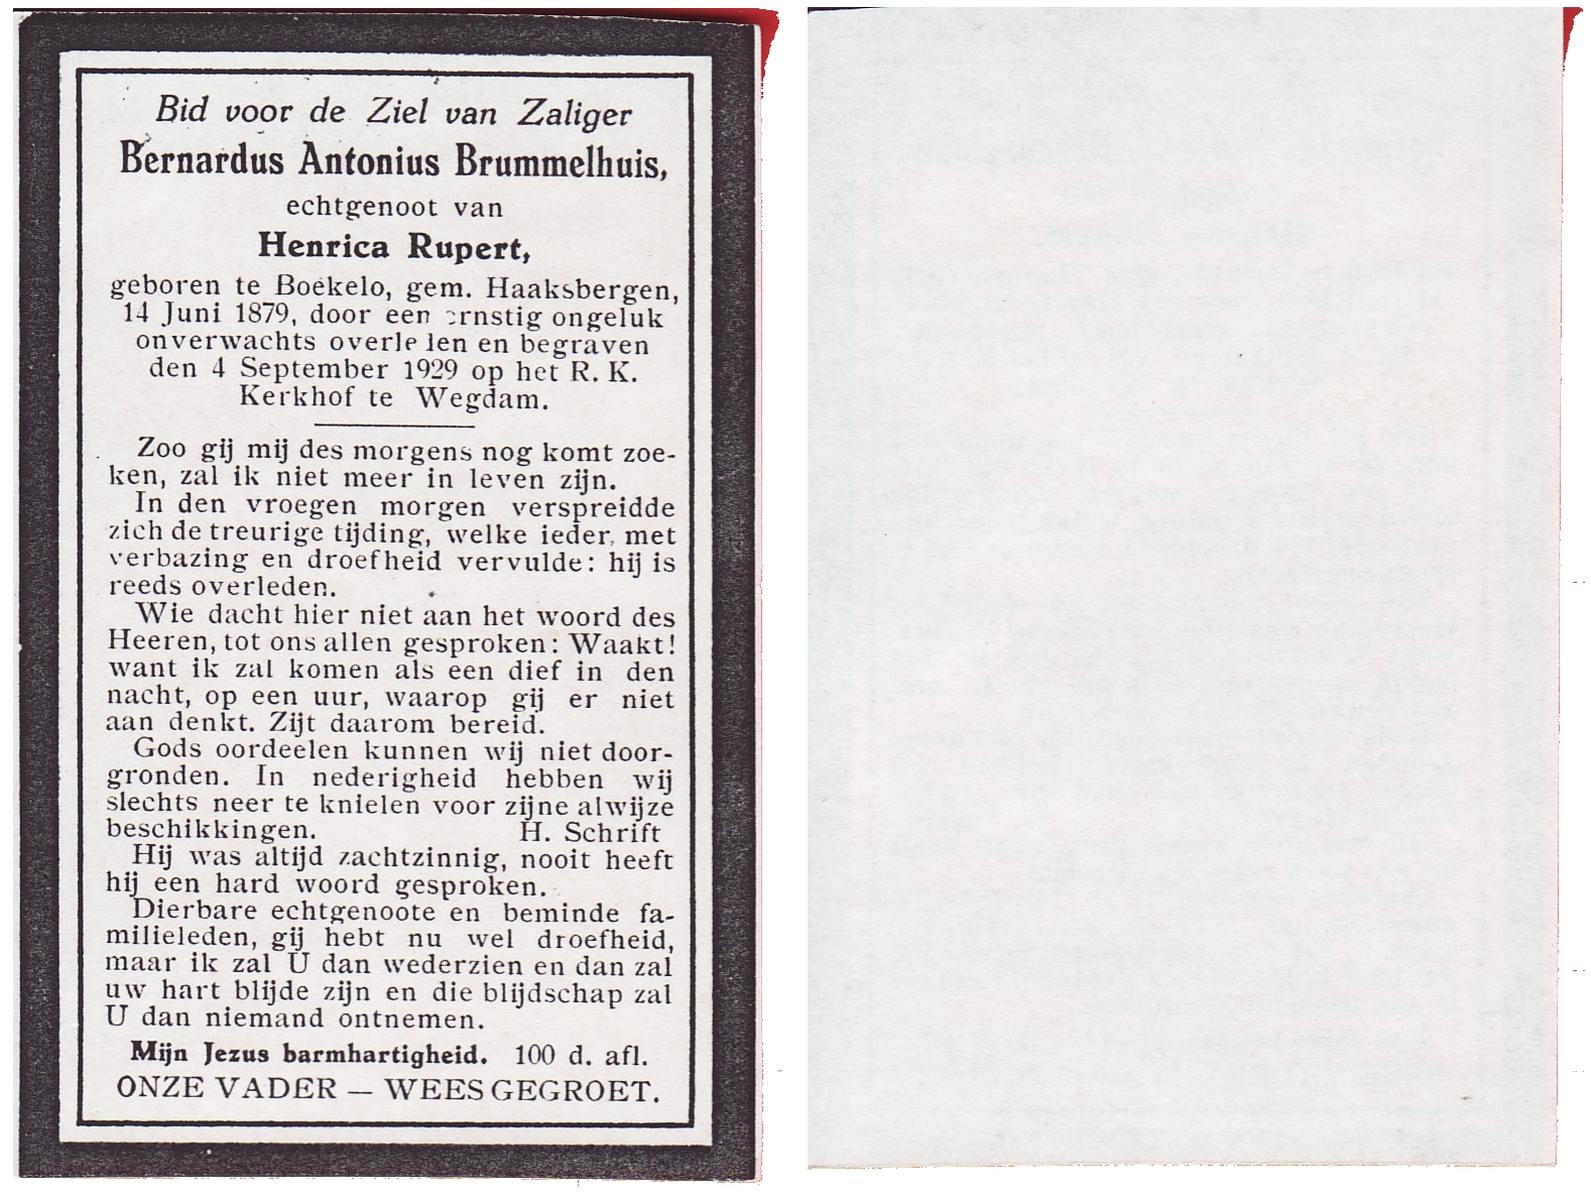 Bid voor de Ziel van Zaliger
Bernardus Antonius Brummelhuis,
echtgenoot van
Henrica Rupert,
geboren te Boekelo, gem. Haaksbergen,
14 Juni 1879, door een ernstig ongeluk
onverwachts overleden en begraven
den 4 September 1929 op het R. K.
Kerkhof te Wegdam.
Zoo gij mij des morgens nog komt zoe-
ken, zal ik niet meer in leven zijn.
In den vroegen morgen verspreidde
zich de treurige tijding, welke ieder, met
verbazing en droefheid vervulde: hij is
reeds overleden.
Wie dacht hier niet aan het woord des
Heeren, tot ons allen gesproken: Waakt!
want ik zal komen als een dief in den
nacht, op een uur, waarop gij er niet
aan denkt. Zijt daarom bereid.
Gods oordeelen kunnen wij niet door-
gronden. In nederigheid hebben wij
slechts neer te knielen voor zijne alwijze
beschikkingen. H. Schrift
Hij was altijd zachtzinnig, nooit heeft
hij een hard woord gesproken.
Dierbare echtgenoote en beminde fa-
milieleden, gij hebt nu wel droefheid,
maar ik zal U dan wederzien en dan zal
uw hart blijde zijn en die blijdschap zal
U dan niemand ontnemen.
Mijn Jezus barmhartigheid. 100 d. afl.
ONZE VADER — WEES GEGROET.